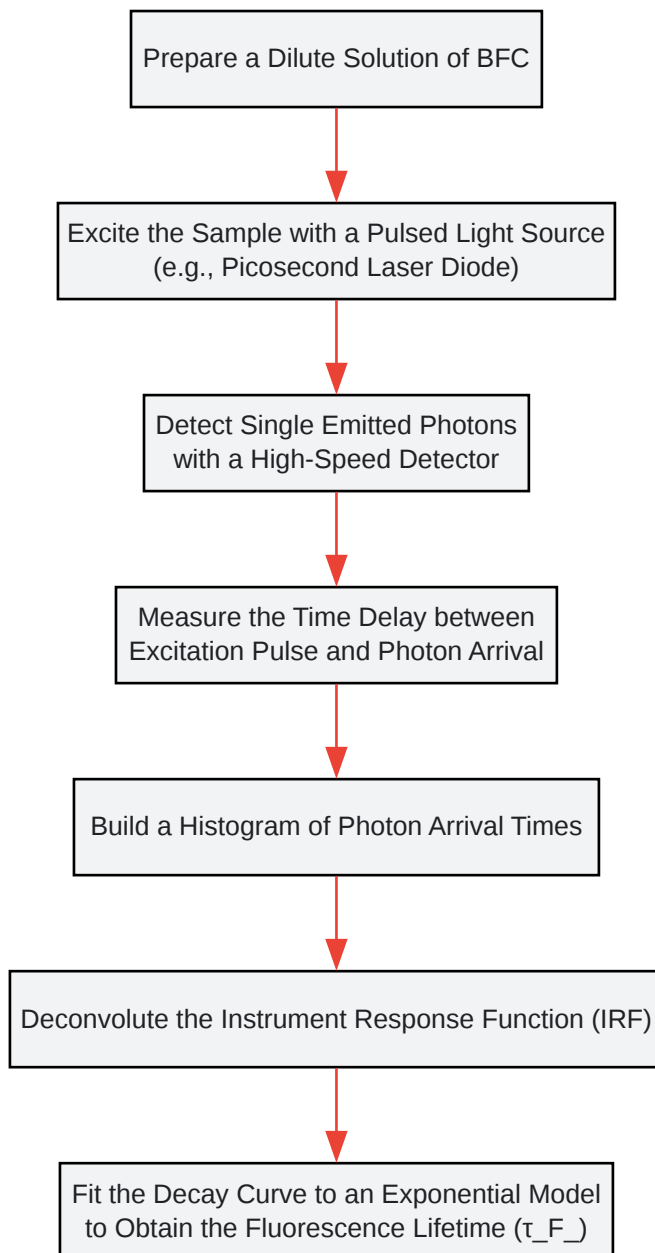 Prepare a Dilute Solution of BFC
Excite the Sample with a Pulsed Light Source
(e.g., Picosecond Laser Diode)
Detect Single Emitted Photons
with a High-Speed Detector
Measure the Time Delay between
Excitation Pulse and Photon Arrival
Build a Histogram of Photon Arrival Times
Deconvolute the Instrument Response Function (IRF)
Fit the Decay Curve to an Exponential Model
to Obtain the Fluorescence Lifetime (τ_F_)